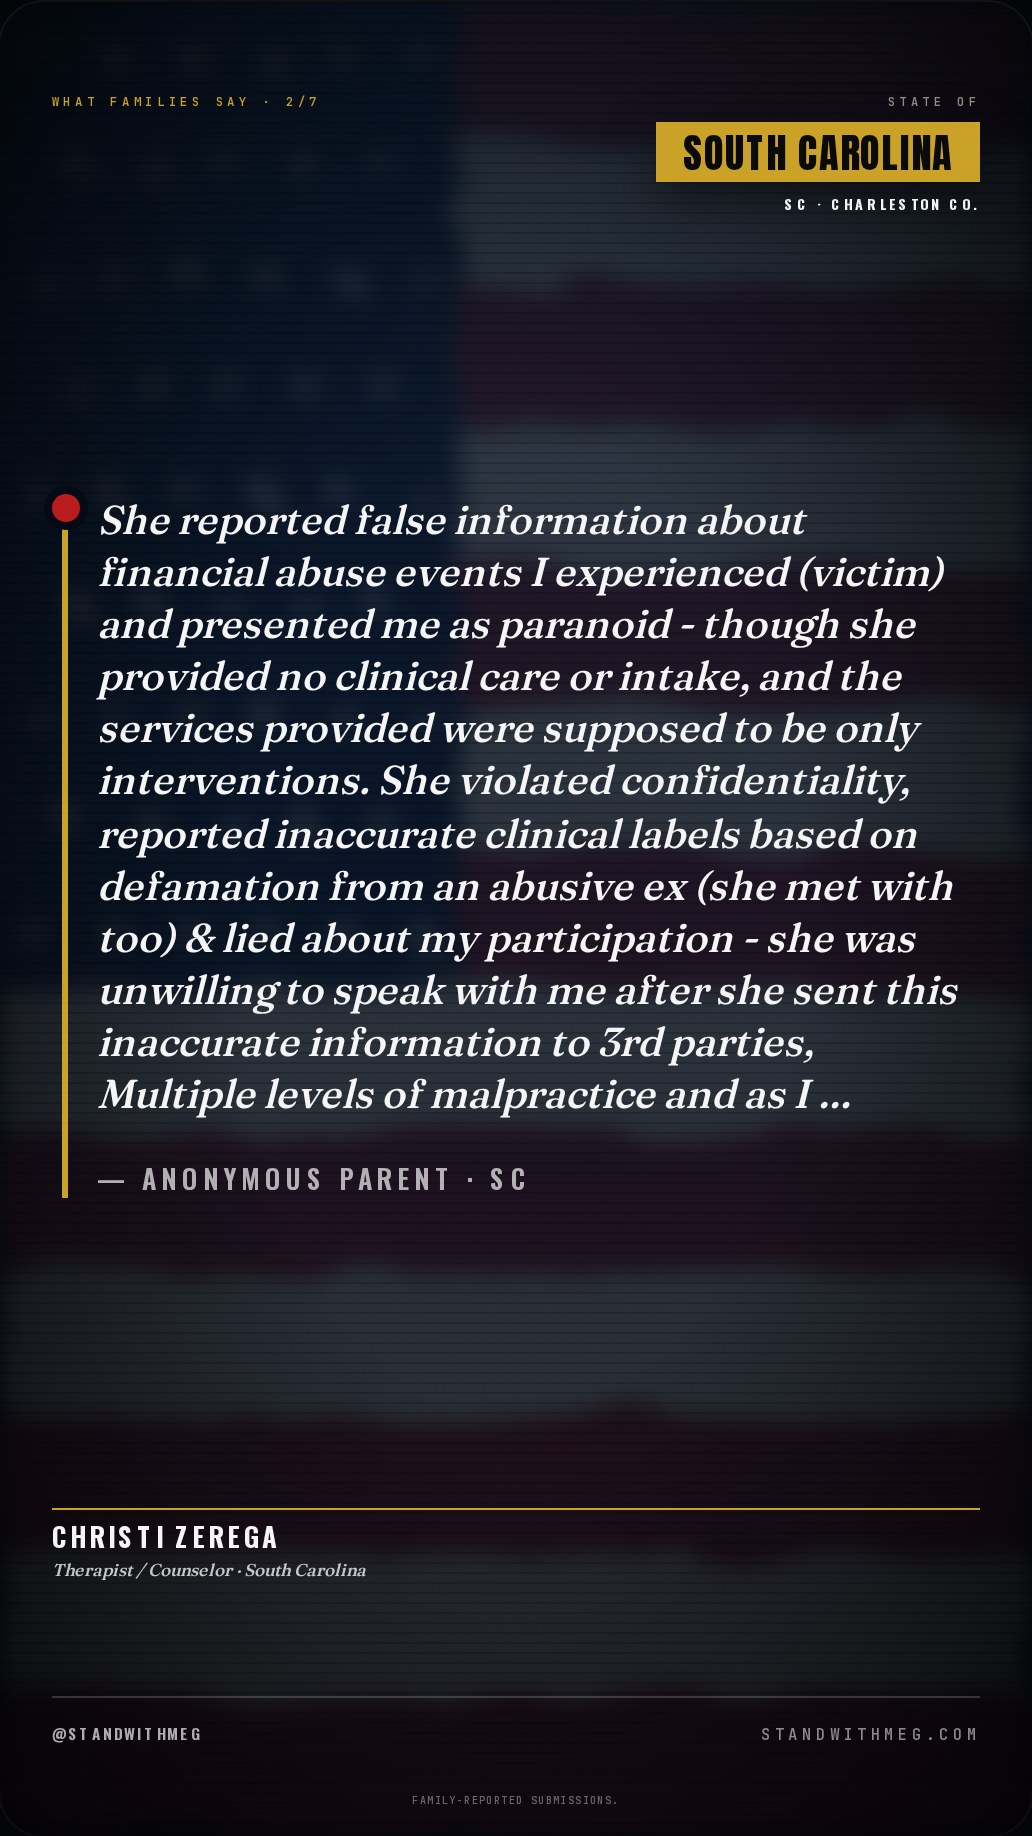 WHAT FAMILIES SAY · 2/7
STATE OF
SOUTH CAROLINA
SC · CHARLESTON CO.
She reported false information about
financial abuse events I experienced (victim)
and presented me as paranoid - though she
provided no clinical care or intake, and the
services provided were supposed to be only
interventions. She violated confidentiality,
reported inaccurate clinical labels based on
defamation from an abusive ex (she met with
too) & lied about my participation - she was
unwilling to speak with me after she sent this
inaccurate information to 3rd parties,
Multiple levels of malpractice and as I ...
— ANONYMOUS PARENT · SC
CHRISTI ZEREGA
Therapist / Counselor · South Carolina
@STANDWITHMEG
STANDWITHMEG.COM
FAMILY-REPORTED SUBMISSIONS.